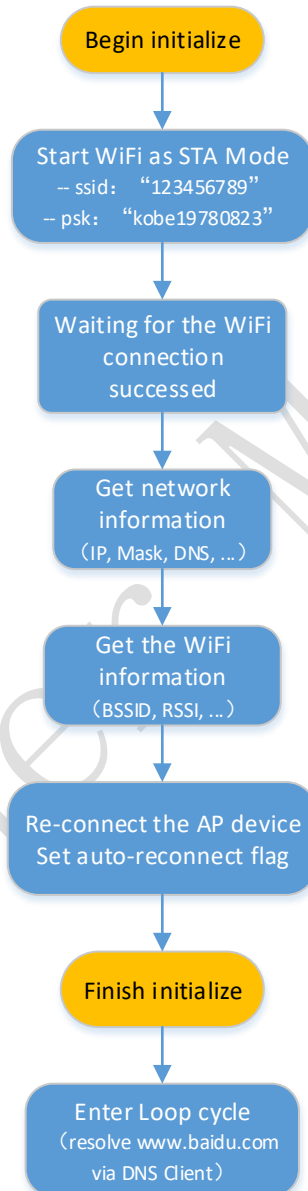 Begin initialize
Start WiFi as STA Mode
-- ssid： “123456789”
-- psk： “kobe19780823”
Waiting for the WiFi
connection
successed
Get network
information
（IP, Mask, DNS, ...）
Get the WiFi
information
（BSSID, RSSI, ...）
Re-connect the AP device
Set auto-reconnect flag
Finish initialize
Enter Loop cycle
（resolve www.baidu.com
via DNS Client）